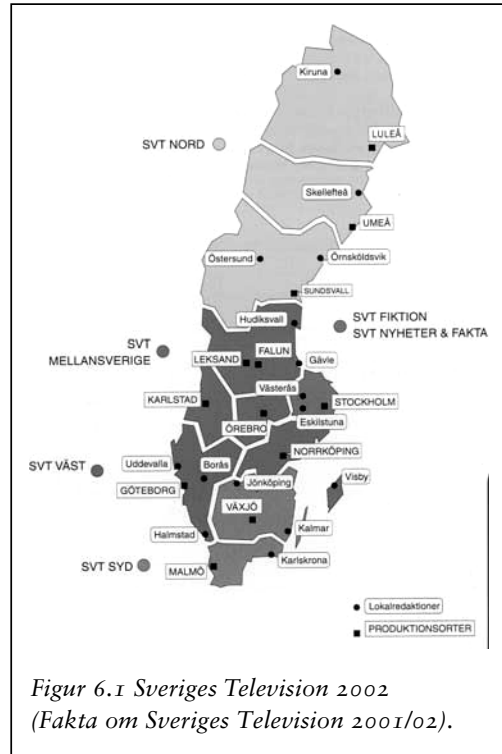 Kiruna
LULEÅ
SVT NORD
Skellefteå
UMEÅ
Östersund
Örnsköldsvik
SUNDSVALL
Hudiksvall
SVT FIKTION
SVT NYHETER & FAKTA
SVT
MELLANSVERIGE
LEKSAND
FALUN
Gävle
Västerås
KARLSTAD
STOCKHOLM
Eskilstuna
ÖREBRO
NORRKÖPING
Uddevalla
Borås
SVT VÄST
Jönköping
Visby
GÖTEBORG
VÄXJÖ
Halmstad
Kalmar
Karlskrona
SVT SYD
MALMÖ
Lokalredaktioner
PRODUKTIONSORTER
Figur 6.1 Sveriges Television 2002
(Fakta om Sveriges Television 2001/02).